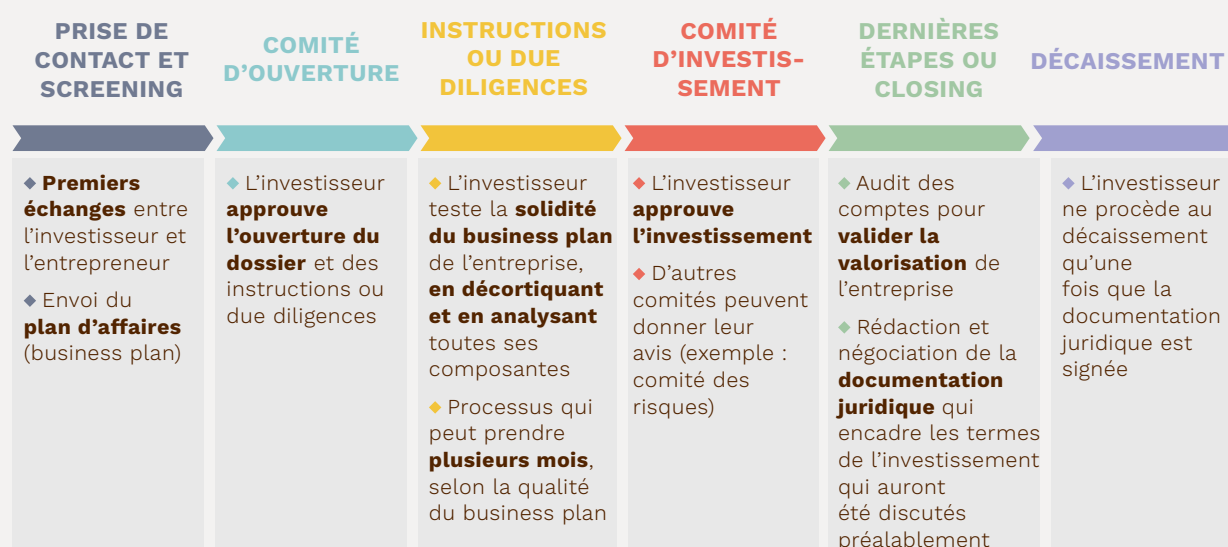 PRISE DE
CONTACT ET
SCREENING
COMITÉ
D'OUVERTURE
INSTRUCTIONS
OU DUE
DILIGENCES
COMITÉ
D'INVESTIS-
SEMENT
DERNIÈRES
ÉTAPES OU
CLOSING
DÉCAISSEMENT
◆ Premiers
échanges entre
l'investisseur et
l'entrepreneur
◆ Envoi du
plan d'affaires
(business plan)
◆ L'investisseur
approuve
l'ouverture du
dossier et des
instructions ou
due diligences
◆ L'investisseur
teste la solidité
du business plan
de l'entreprise,
en décortiquant
et en analysant
toutes ses
composantes
◆ Processus qui
peut prendre
plusieurs mois,
selon la qualité
du business plan
◆ L'investisseur
approuve
l'investissement
◆ D'autres
comités peuvent
donner leur
avis (exemple :
comité des
risques)
◆ Audit des
comptes pour
valider la
valorisation de
l'entreprise
◆ Rédaction et
négociation de la
documentation
juridique qui
encadre les termes
de l'investissement
qui auront
été discutés
préalablement
◆ L'investisseur
ne procède au
décaissement
qu'une
fois que la
documentation
juridique est
signée